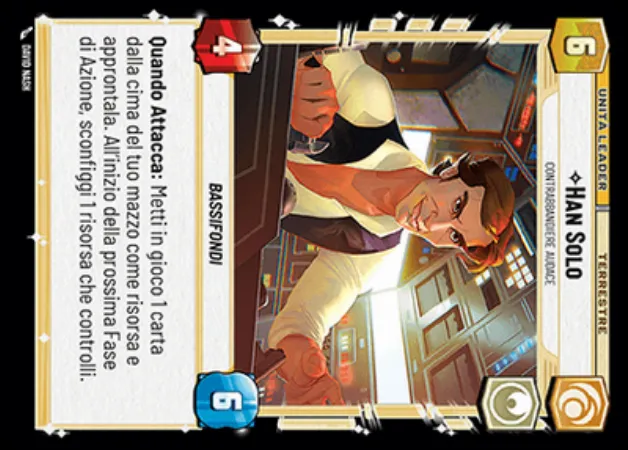 6
UNITÀ LEADER
TERRESTRE
✧HAN SOLO
CONTRABBANDIERE AUDACE
4
6
BASSIFONDI
Quando Attacca: Metti in gioco 1 carta
dalla cima del tuo mazzo come risorsa e
approntala. All'inizio della prossima Fase
di Azione, sconfiggi 1 risorsa che controlli.
DAVID NASH